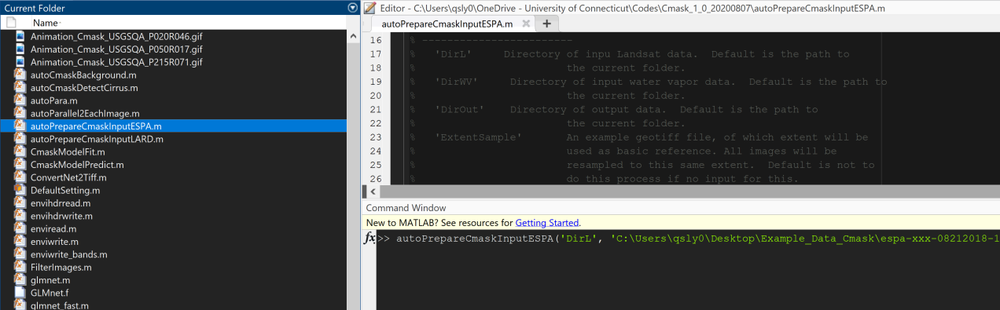 Current Folder
Name
Animation_Cmask_USGSQA_P020R046.gif
Animation_Cmask_USGSQA_P050R017.gif
Animation_Cmask_USGSQA_P215R071.gif
autoCmaskBackground.m
autoCmaskDetectCirrus.m
autoPara.m
autoParallel2EachImage.m
autoPrepareCmaskInputESPA.m
autoPrepareCmaskInputLARD.m
CmaskModelFit.m
CmaskModelPredict.m
ConvertNet2Tiff.m
DefaultSetting.m
envihdrread.m
envihdrwrite.m
enviread.m
enviwrite.m
enviwrite_bands.m
FilterImages.m
glmnet.m
GLMnet.f
glmnet_fast.m
Editor - C:\Users\qsly0\OneDrive - University of Connecticut\Codes\Cmask_1_0_20200807\autoPrepareCmaskInputESPA.m
autoPrepareCmaskInputESPA.m
16 % ------------------------
17 % 'DirL' Directory of inpu Landsat data. Default is the path to
18 % the current folder.
19 % 'DirWV' Directory of input water vapor data. Default is the path to
20 % the current folder.
21 % 'DirOut' Directory of output data. Default is the path to
22 % the current folder.
23 % 'ExtentSample' An example geotiff file, of which extent will be
24 % used as basic reference. All images will be
25 % resampled to this same extent. Default is not to
26 % do this process if no input for this.
Command Window
New to MATLAB? See resources for Getting Started.
fx >> autoPrepareCmaskInputESPA('DirL', 'C:\Users\qsly0\Desktop\Example_Data_Cmask\espa-xxx-08212018-1